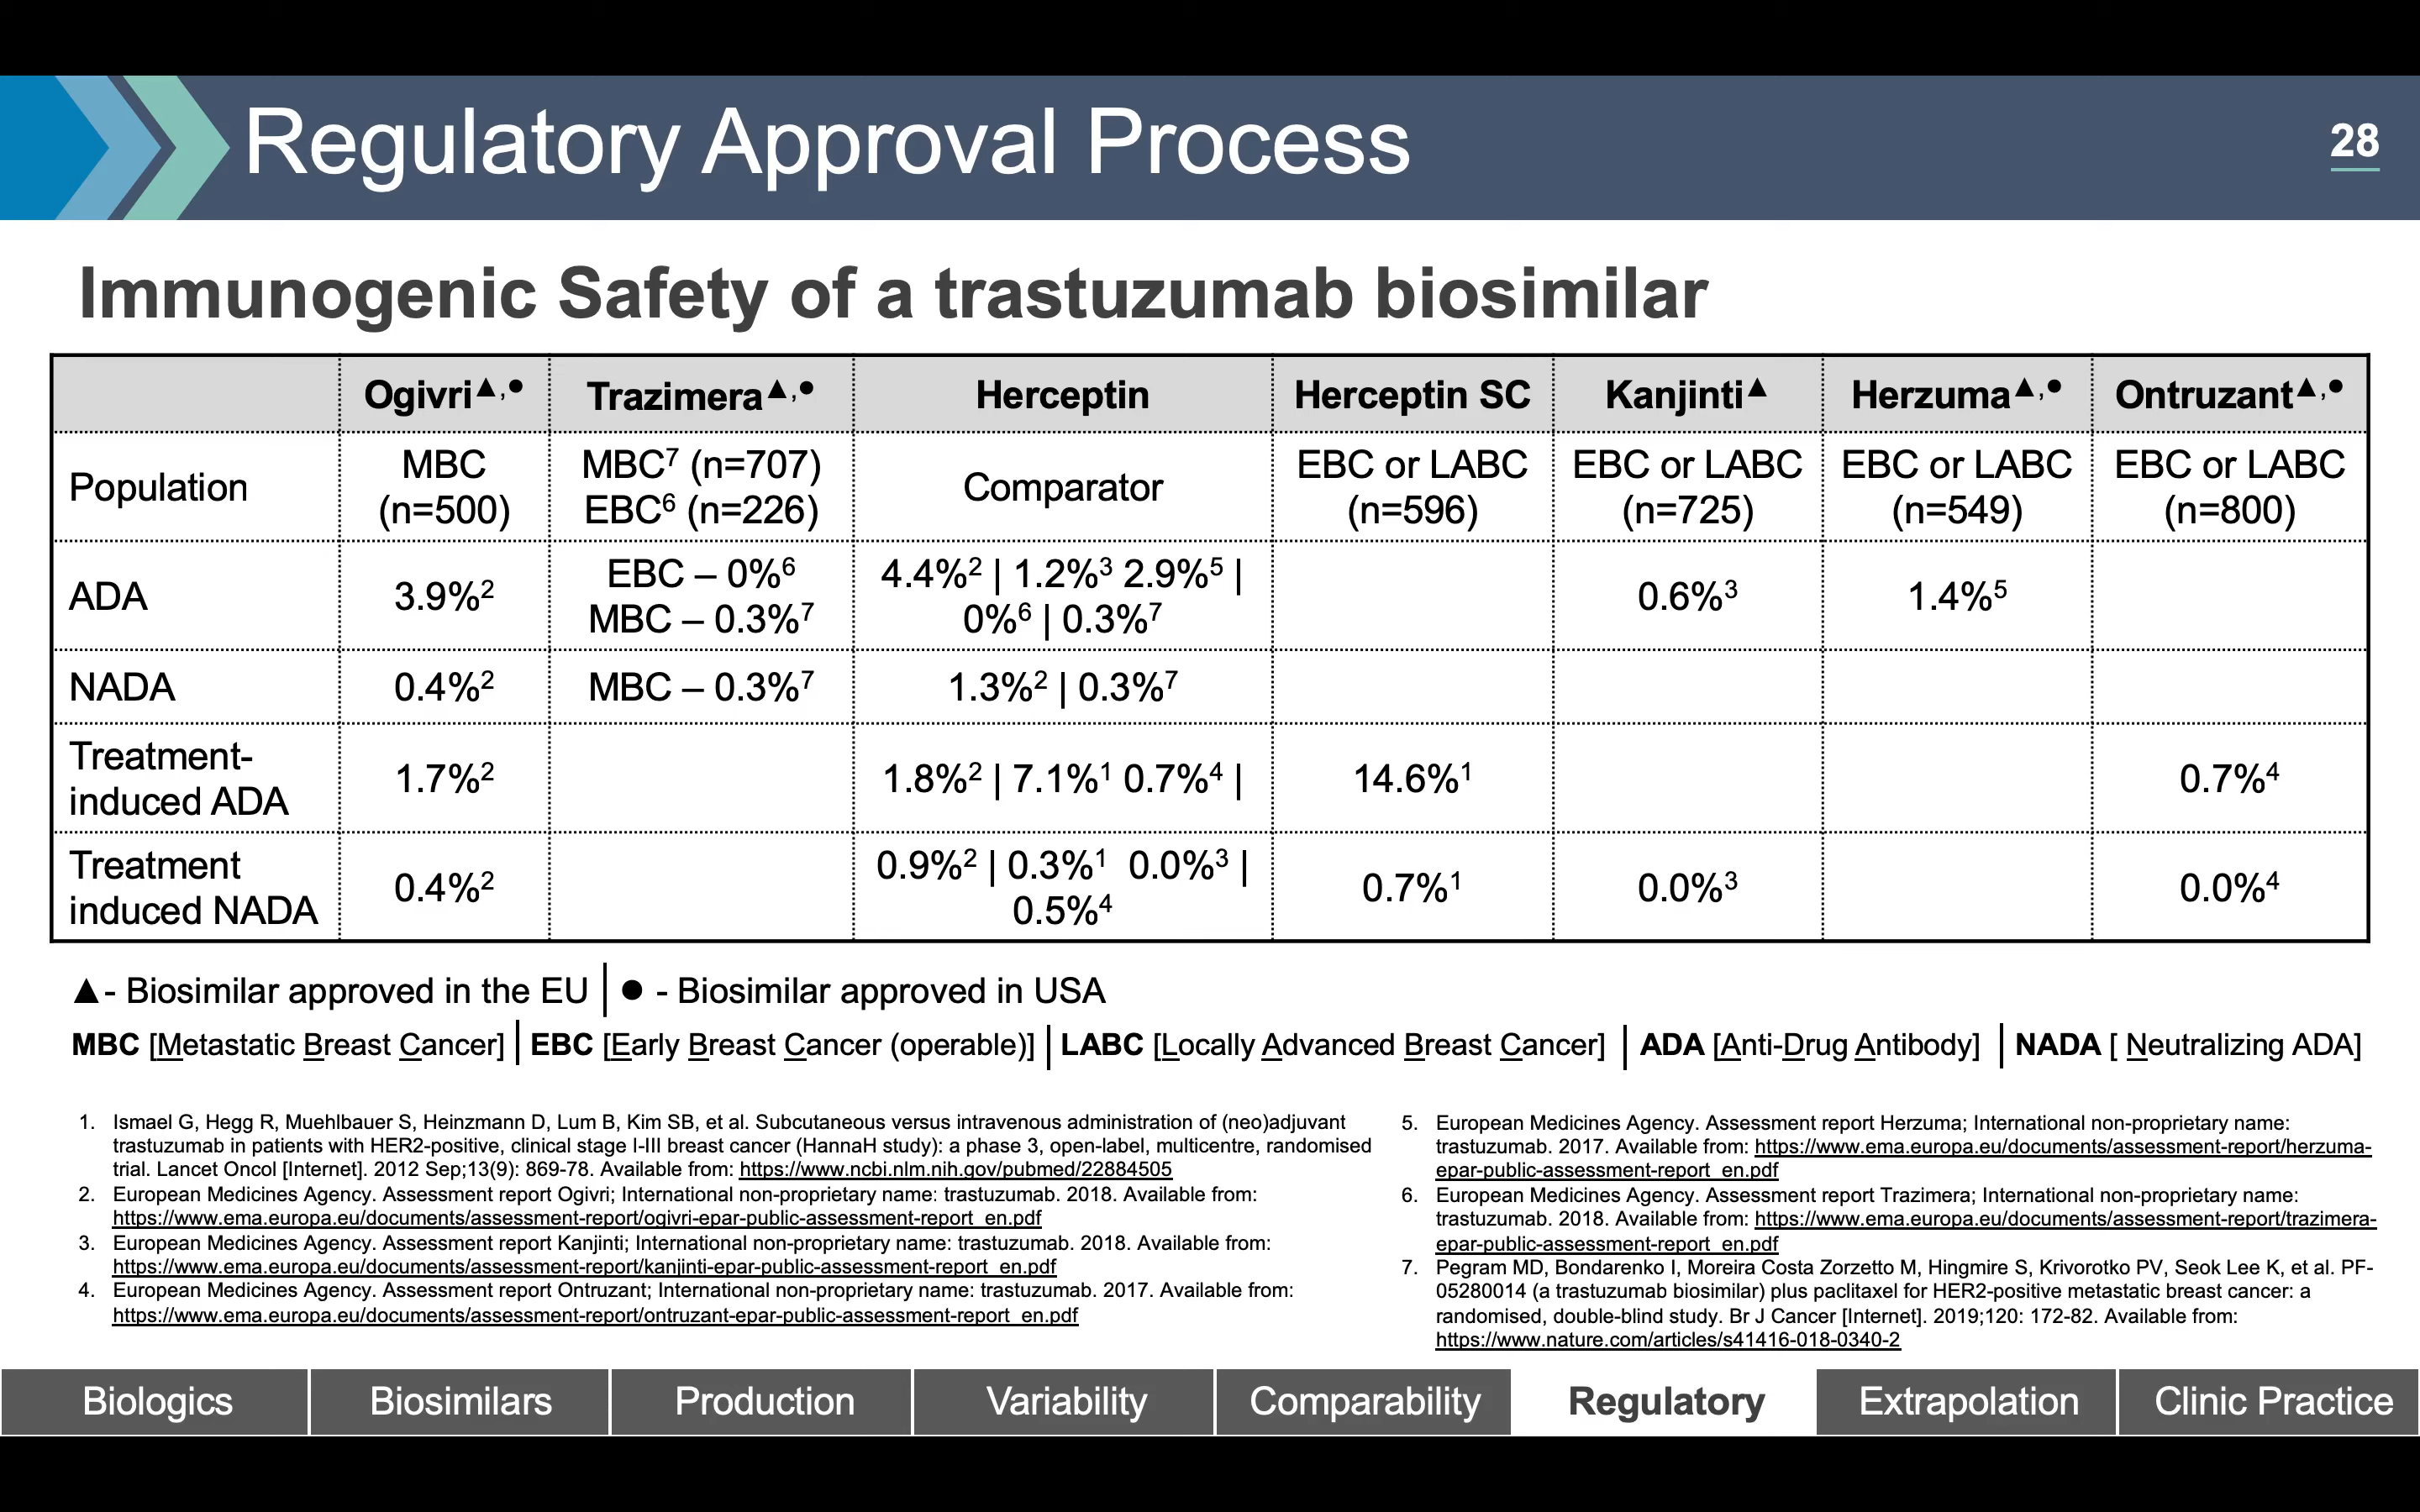 Regulatory Approval Process
28
Immunogenic Safety of a trastuzumab biosimilar
Ogivri▲,● Trazimera▲,● Herceptin Herceptin SC Kanjinti▲ Herzuma▲,● Ontruzant▲,●
Population
MBC
(n=500)
MBC⁷ (n=707)
EBC⁶ (n=226)
Comparator
EBC or LABC
(n=596)
EBC or LABC
(n=725)
EBC or LABC
(n=549)
EBC or LABC
(n=800)
ADA
3.9%²
EBC – 0%⁶
MBC – 0.3%⁷
4.4%² | 1.2%³ 2.9%⁵ |
0%⁶ | 0.3%⁷
0.6%³
1.4%⁵
NADA
0.4%²
MBC – 0.3%⁷
1.3%² | 0.3%⁷
Treatment-
induced ADA
1.7%²
1.8%² | 7.1%¹ 0.7%⁴ |
14.6%¹
0.7%⁴
Treatment
induced NADA
0.4%²
0.9%² | 0.3%¹ 0.0%³ |
0.5%⁴
0.7%¹
0.0%³
0.0%⁴
▲- Biosimilar approved in the EU | ● - Biosimilar approved in USA
MBC [Metastatic Breast Cancer] | EBC [Early Breast Cancer (operable)] | LABC [Locally Advanced Breast Cancer] | ADA [Anti-Drug Antibody] | NADA [ Neutralizing ADA]
1. Ismael G, Hegg R, Muehlbauer S, Heinzmann D, Lum B, Kim SB, et al. Subcutaneous versus intravenous administration of (neo)adjuvant
trastuzumab in patients with HER2-positive, clinical stage I-III breast cancer (HannaH study): a phase 3, open-label, multicentre, randomised
trial. Lancet Oncol [Internet]. 2012 Sep;13(9): 869-78. Available from: https://www.ncbi.nlm.nih.gov/pubmed/22884505
2. European Medicines Agency. Assessment report Ogivri; International non-proprietary name: trastuzumab. 2018. Available from:
https://www.ema.europa.eu/documents/assessment-report/ogivri-epar-public-assessment-report_en.pdf
3. European Medicines Agency. Assessment report Kanjinti; International non-proprietary name: trastuzumab. 2018. Available from:
https://www.ema.europa.eu/documents/assessment-report/kanjinti-epar-public-assessment-report_en.pdf
4. European Medicines Agency. Assessment report Ontruzant; International non-proprietary name: trastuzumab. 2017. Available from:
https://www.ema.europa.eu/documents/assessment-report/ontruzant-epar-public-assessment-report_en.pdf
5. European Medicines Agency. Assessment report Herzuma; International non-proprietary name:
trastuzumab. 2017. Available from: https://www.ema.europa.eu/documents/assessment-report/herzuma-
epar-public-assessment-report_en.pdf
6. European Medicines Agency. Assessment report Trazimera; International non-proprietary name:
trastuzumab. 2018. Available from: https://www.ema.europa.eu/documents/assessment-report/trazimera-
epar-public-assessment-report_en.pdf
7. Pegram MD, Bondarenko I, Moreira Costa Zorzetto M, Hingmire S, Krivorotko PV, Seok Lee K, et al. PF-
05280014 (a trastuzumab biosimilar) plus paclitaxel for HER2-positive metastatic breast cancer: a
randomised, double-blind study. Br J Cancer [Internet]. 2019;120: 172-82. Available from:
https://www.nature.com/articles/s41416-018-0340-2
Biologics Biosimilars Production Variability Comparability Regulatory Extrapolation Clinic Practice